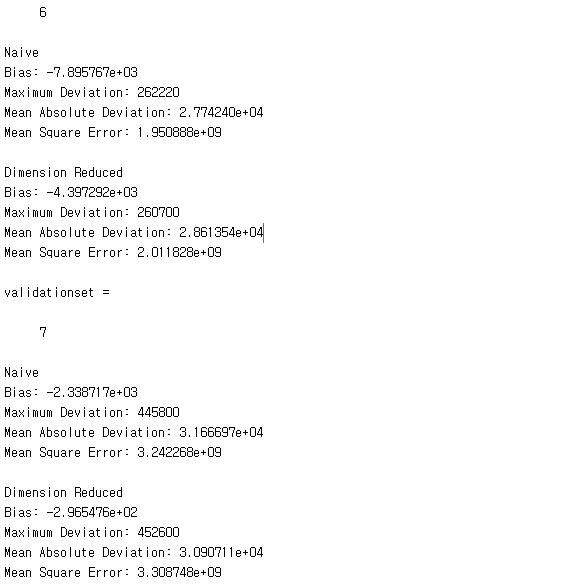 6
Naive
Bias: -7.895767e+03
Maximum Deviation: 262220
Mean Absolute Deviation: 2.774240e+04
Mean Square Error: 1.950888e+09
Dimension Reduced
Bias: -4.397292e+03
Maximum Deviation: 260700
Mean Absolute Deviation: 2.861354e+04
Mean Square Error: 2.011828e+09
validationset =
7
Naive
Bias: -2.338717e+03
Maximum Deviation: 445800
Mean Absolute Deviation: 3.166697e+04
Mean Square Error: 3.242268e+09
Dimension Reduced
Bias: -2.965476e+02
Maximum Deviation: 452600
Mean Absolute Deviation: 3.090711e+04
Mean Square Error: 3.308748e+09